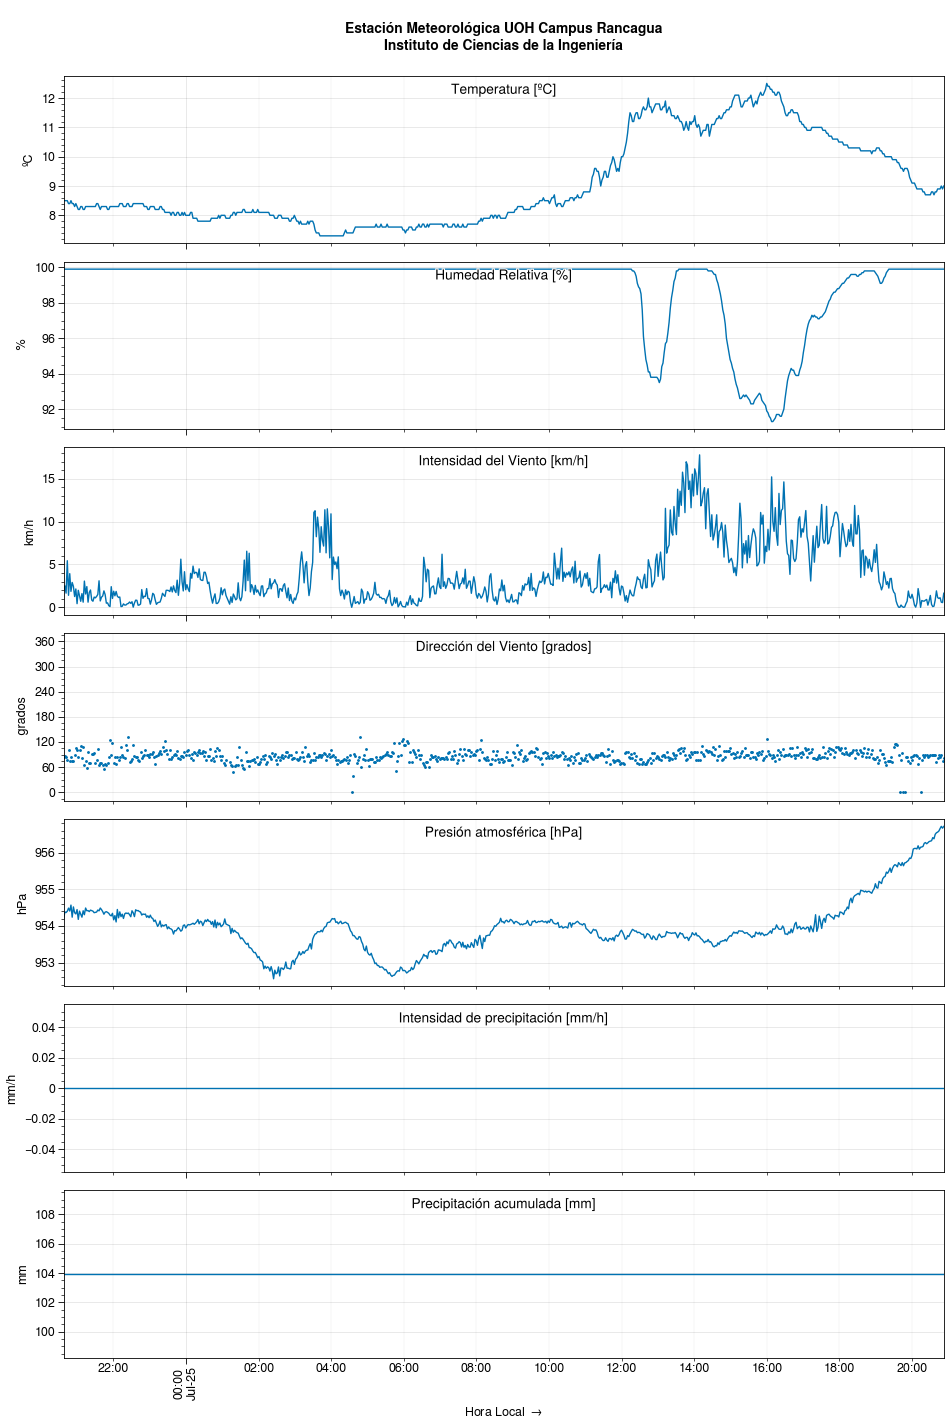 Estación Meteorológica UOH Campus Rancagua
Instituto de Ciencias de la Ingeniería
Temperatura [ºC]
12
11
10
9
8
ºC
Humedad Relativa [%]
100
98
96
94
92
%
Intensidad del Viento [km/h]
15
10
5
0
km/h
Dirección del Viento [grados]
360
300
240
180
120
60
0
grados
Presión atmosférica [hPa]
956
955
954
953
hPa
Intensidad de precipitación [mm/h]
0.04
0.02
0
−0.02
−0.04
mm/h
Precipitación acumulada [mm]
108
106
104
102
100
mm
22:00
00:00
Jul-25
02:00
04:00
06:00
08:00
10:00
12:00
14:00
16:00
18:00
20:00
Hora Local →